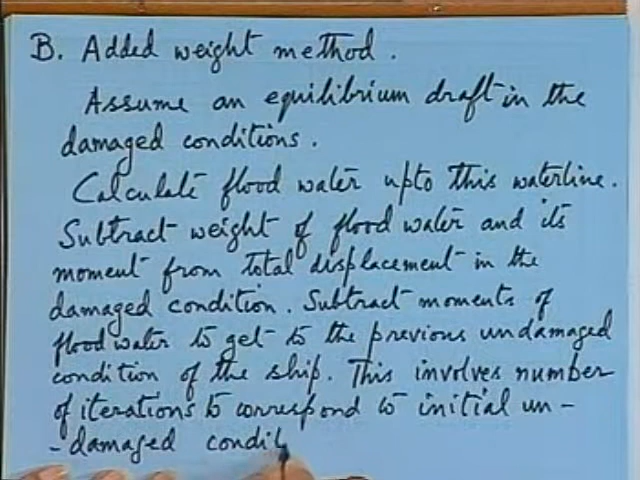 B. Added weight method.
Assume an equilibrium draft in the
damaged conditions.
Calculate flood water upto this waterline.
Subtract weight of flood water and its
moment from total displacement in the
damaged condition. Subtract moments of
flood water to get to the previous undamaged
condition of the ship. This involves number
of iterations to correspond to initial un-
-damaged condit